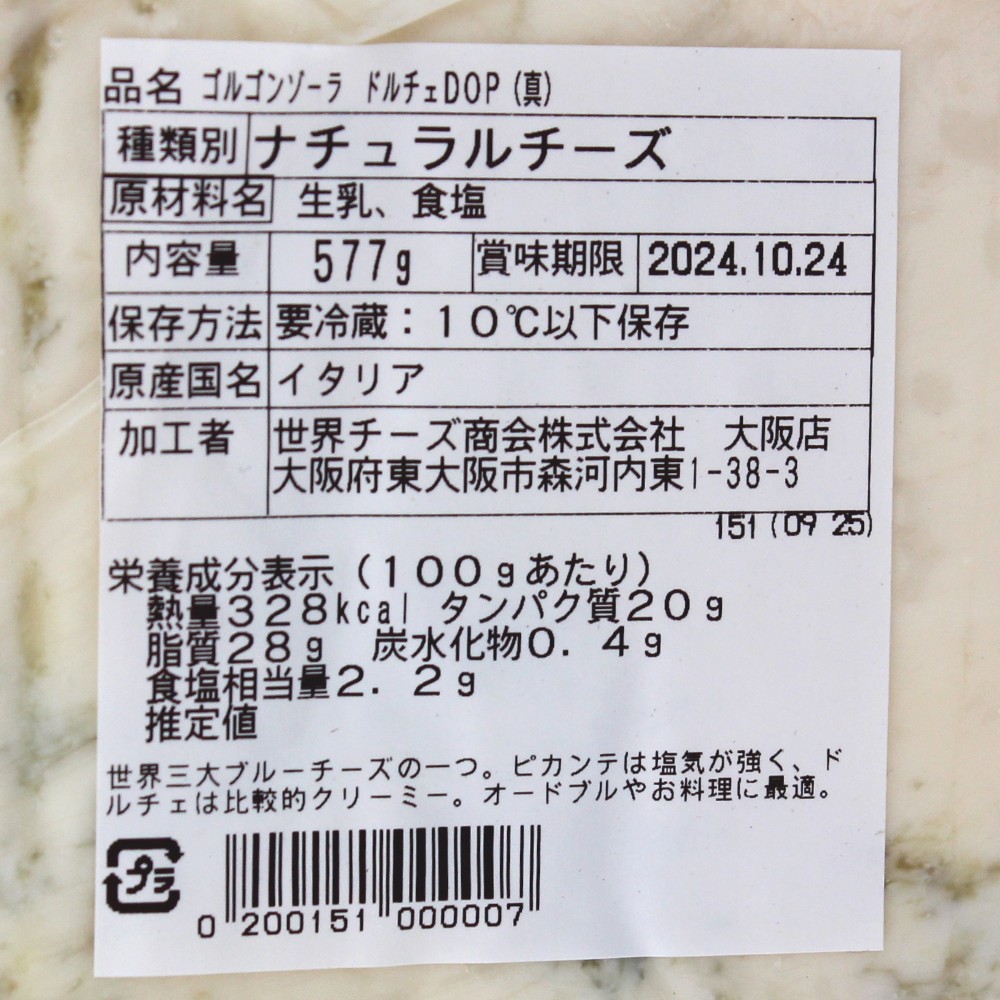 品名 ゴルゴンゾーラ ドルチェDOP(真)
種類別 ナチュラルチーズ
原材料名 生乳、食塩
内容量 577g 賞味期限 2024.10.24
保存方法 要冷蔵：１０℃以下保存
原産国名 イタリア
加工者 世界チーズ商会株式会社　大阪店
大阪府東大阪市森河内東1-38-3
151(09 25)
栄養成分表示（１００ｇあたり）
熱量３２８kcal タンパク質２０ｇ
脂質２８ｇ　炭水化物０．４ｇ
食塩相当量２．２ｇ
推定値
世界三大ブルーチーズの一つ。ピカンテは塩気が強く、ド
ルチェは比較的クリーミー。オードブルやお料理に最適。
プラ
0 200151 000007